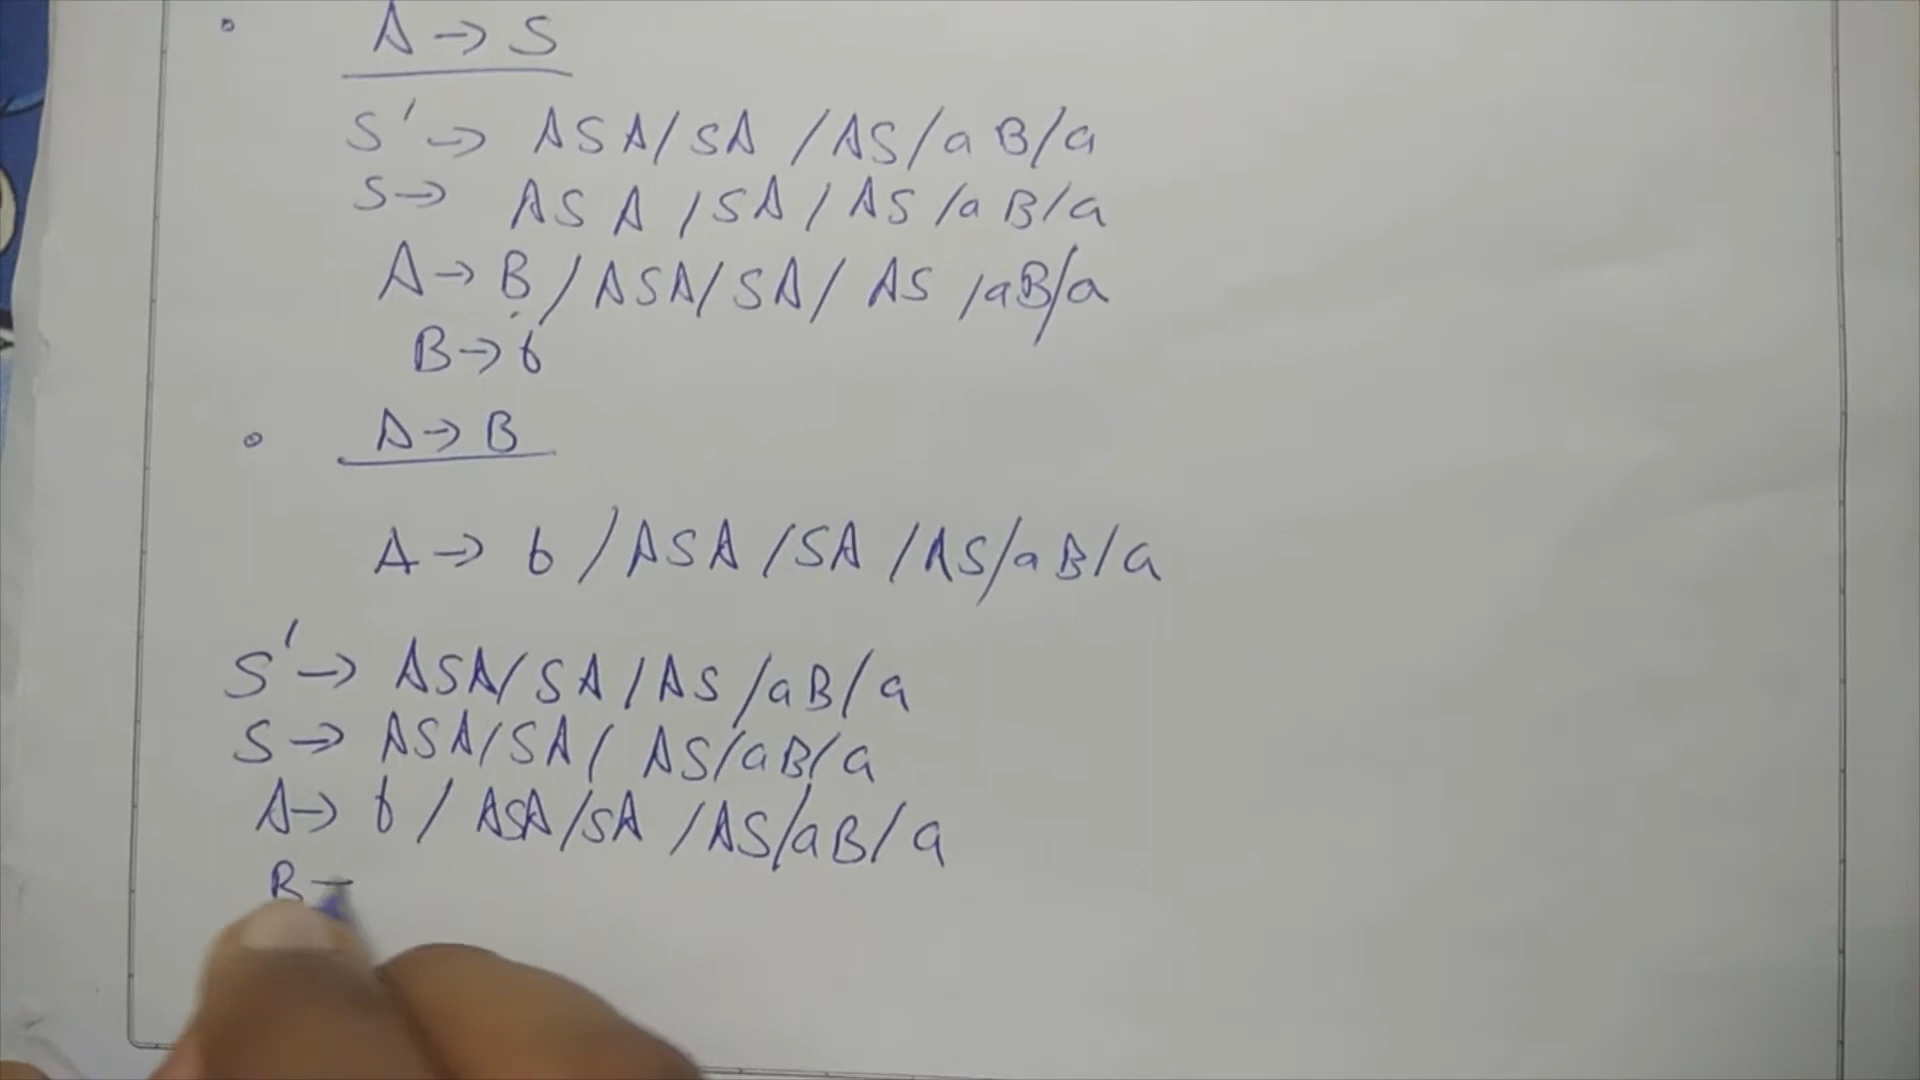 A → S
S' → ASA/SA/AS/aB/a
S → ASA/SA/AS/aB/a
A → B/ASA/SA/AS/aB/a
B → b
A → B
A → b/ASA/SA/AS/aB/a
S' → ASA/SA/AS/aB/a
S → ASA/SA/AS/aB/a
A → b/ASA/SA/AS/aB/a
B –